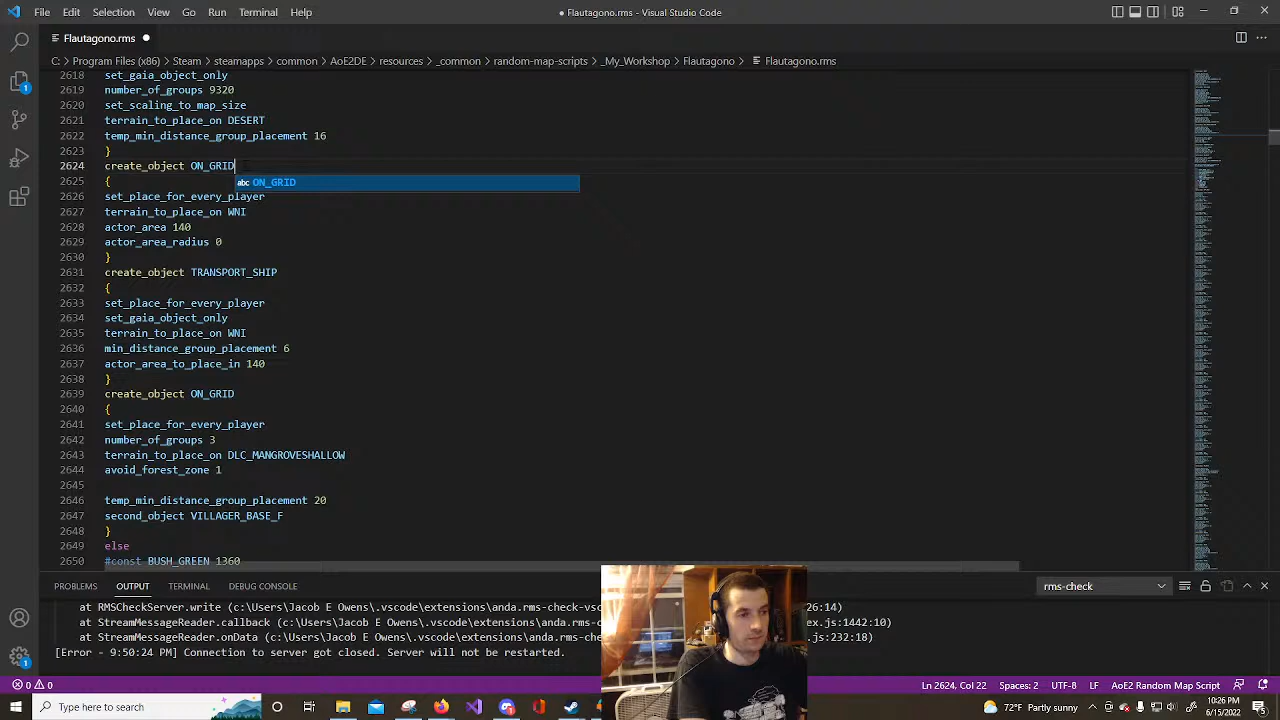 File Edit Selection View Go Run Terminal Help
● Flautagono.rms - Visual Studio Code
Flautagono.rms ●
C: > Program Files (x86) > Steam > steamapps > common > AoE2DE > resources > _common > random-map-scripts > _My_Workshop > Flautagono > Flautagono.rms
2618 set_gaia_object_only
2619 number_of_groups 9320
2620 set_scaling_to_map_size
2621 terrain_to_place_on DESERT
2622 temp_min_distance_group_placement 16
2623 }
2624 create_object ON_GRID
abc ON_GRID
2625 {
2626 set_place_for_every_player
2627 terrain_to_place_on WNI
2628 actor_area 140
2629 actor_area_radius 0
2630 }
2631 create_object TRANSPORT_SHIP
2632 {
2633 set_place_for_every_player
2634 set_gaia_object_only
2635 terrain_to_place_on WNI
2636 min_distance_group_placement 6
2637 actor_area_to_place_in 140
2638 }
2639 create_object ON_GRID
2640 {
2641 set_place_for_every_player
2642 number_of_groups 3
2643 terrain_to_place_on DLC_MANGROVESHALLOW
2644 avoid_forest_zone 1
2645
2646 temp_min_distance_group_placement 20
2647 second_object VILLAGER_BASE_F
2648 }
2649 else
2650 #const BUSH_GREEN 1360
PROBLEMS OUTPUT TERMINAL DEBUG CONSOLE
rms-check
at RMSCheckServer.write (c:\Users\Jacob E Owens\.vscode\extensions\anda.rms-check-vsc 26:14)
at StreamMessageReader.callback (c:\Users\Jacob E Owens\.vscode\extensions\anda.rms- ex.js:1442:10)
at StreamMessageReader.onData (c:\Users\Jacob E Owens\.vscode\extensions\anda.rms-ch ex.js:232:18)
[Error - 9:59:24 PM] Connection to server got closed. Server will not be restarted.
0 0
Ln 2624, Col 22 Spaces: 2 UTF-8 LF AoE2 Random Map Script
Type here to search
72°F Partly sunny
10:26 PM
6/15/2022